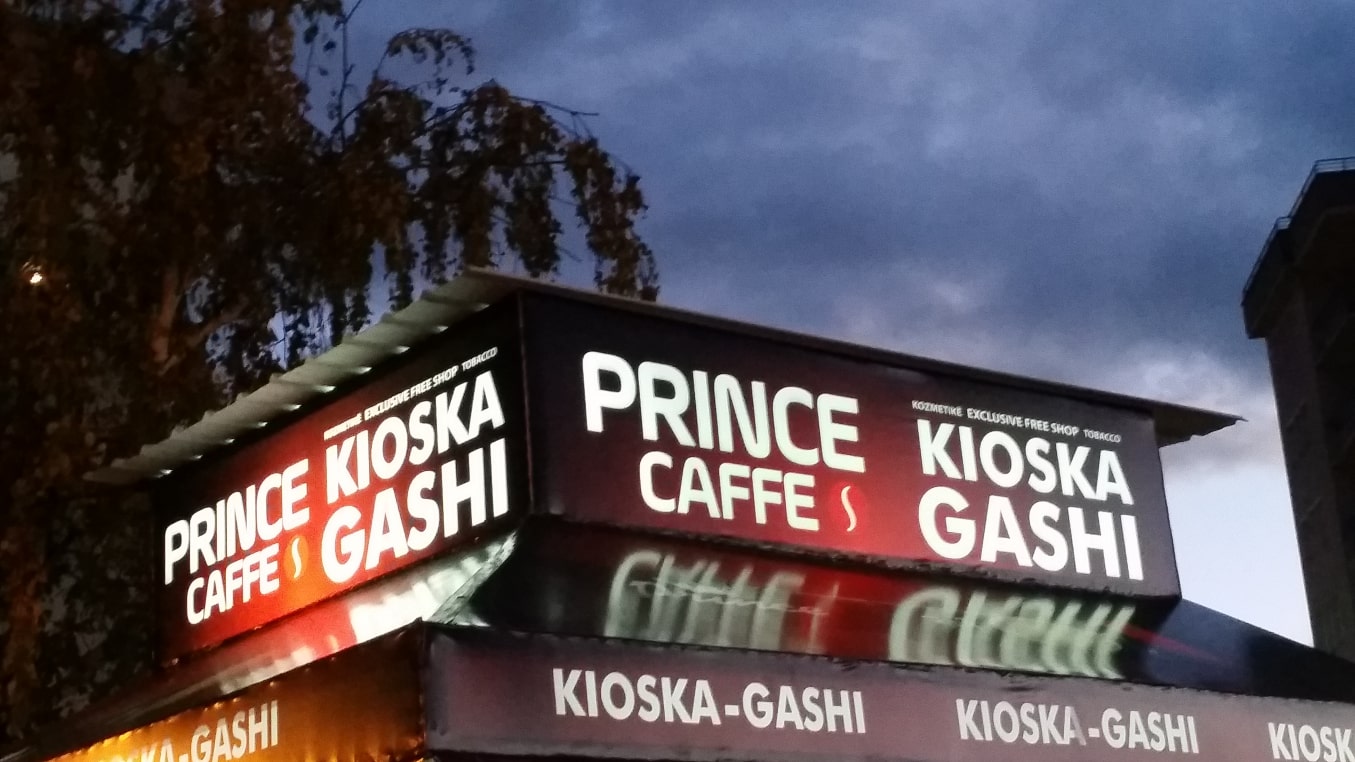 KOZMETIKË EXCLUSIVE FREE SHOP TOBACCO
KIOSKA
GASHI
PRINCE
CAFFE
PRINCE
CAFFE
KOZMETIKË EXCLUSIVE FREE SHOP TOBACCO
KIOSKA
GASHI
KIOSKA-GASHI
KIOSKA-GASHI
KIOSK
KA-GASHI